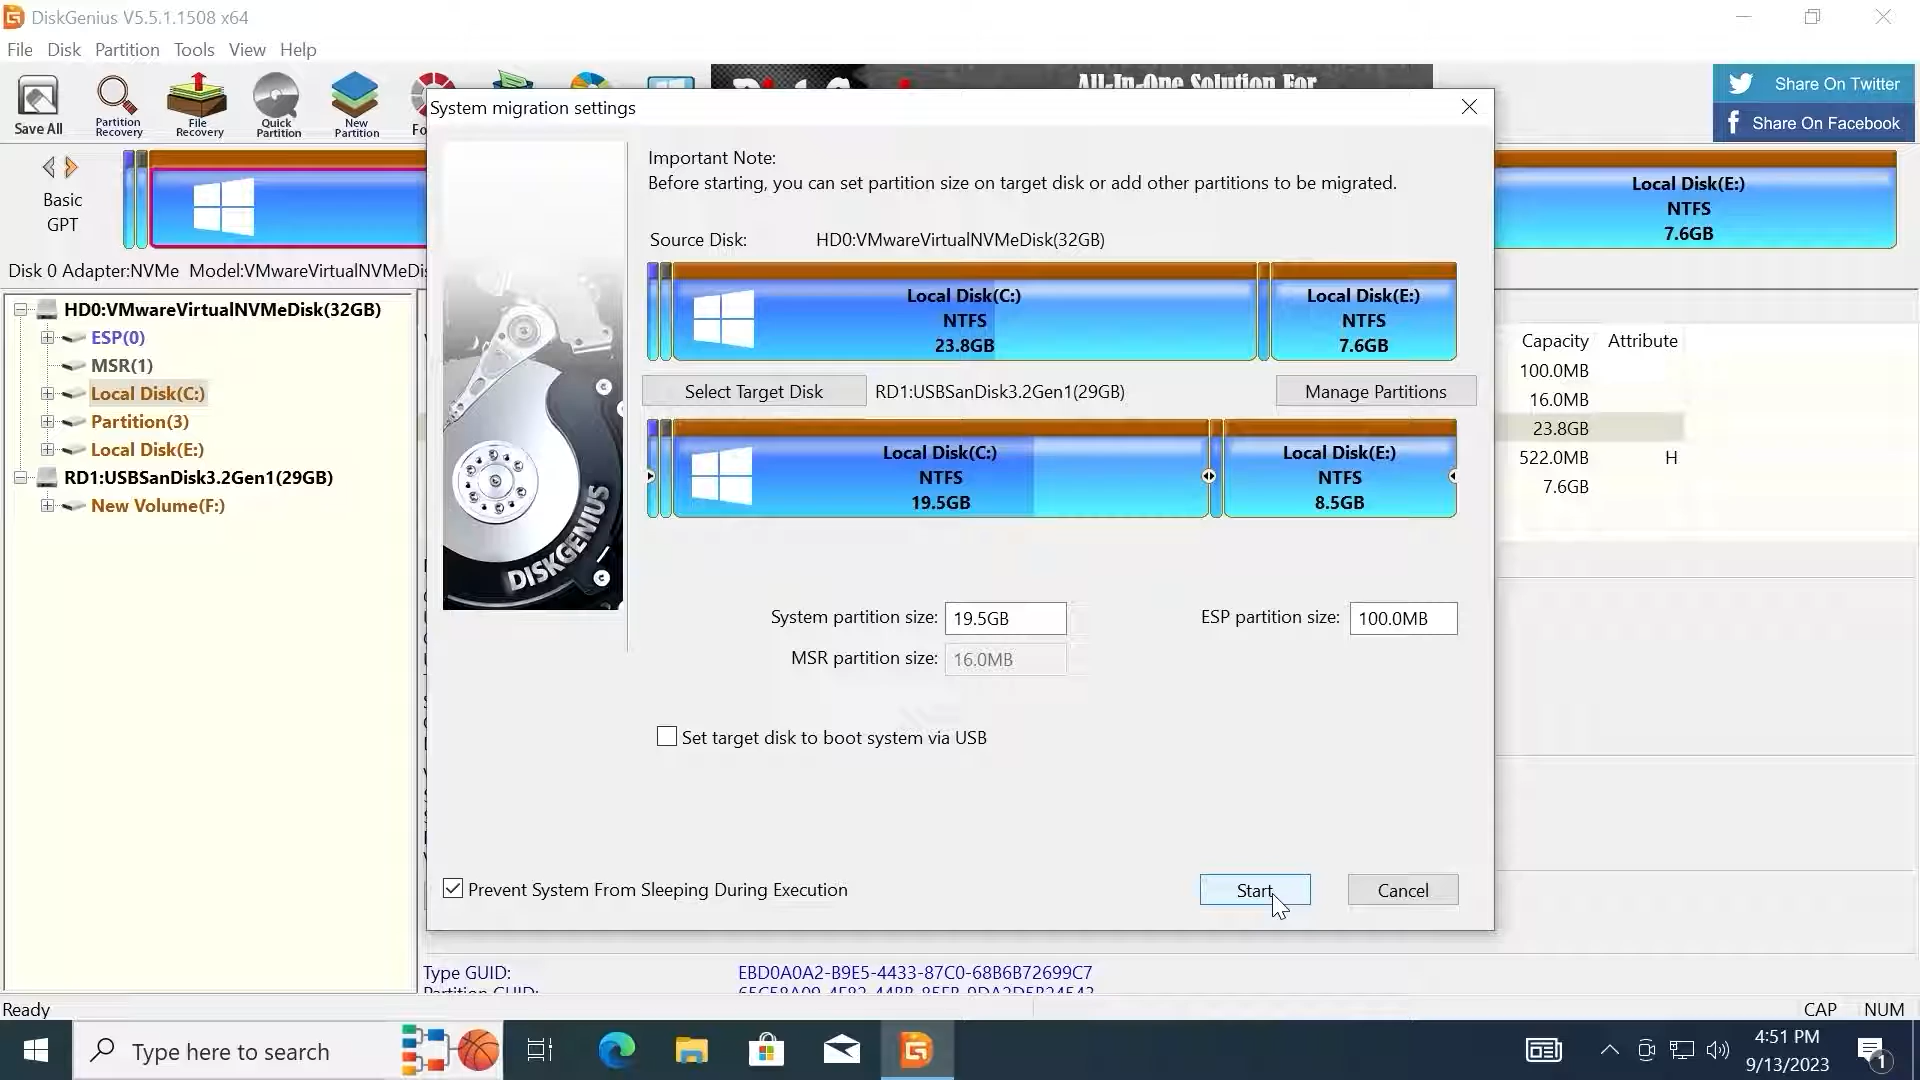 DiskGenius V5.5.1.1508 x64
File Disk Partition Tools View Help
Save All
Partition Recovery
File Recovery
Quick Partition
New Partition
Fo
All-In-One Solution For
Share On Twitter
Share On Facebook
Basic
GPT
Local Disk(E:)
NTFS
7.6GB
Disk 0 Adapter:NVMe Model:VMwareVirtualNVMeDi
HD0:VMwareVirtualNVMeDisk(32GB)
ESP(0)
MSR(1)
Local Disk(C:)
Partition(3)
Local Disk(E:)
RD1:USBSanDisk3.2Gen1(29GB)
New Volume(F:)
System migration settings
Important Note:
Before starting, you can set partition size on target disk or add other partitions to be migrated.
Source Disk: HD0:VMwareVirtualNVMeDisk(32GB)
Local Disk(C:)
NTFS
23.8GB
Local Disk(E:)
NTFS
7.6GB
Select Target Disk RD1:USBSanDisk3.2Gen1(29GB) Manage Partitions
Local Disk(C:)
NTFS
19.5GB
Local Disk(E:)
NTFS
8.5GB
DISKGENIUS
System partition size: 19.5GB ESP partition size: 100.0MB
MSR partition size: 16.0MB
Set target disk to boot system via USB
Prevent System From Sleeping During Execution
Start Cancel
Capacity Attribute
100.0MB
16.0MB
23.8GB
522.0MB H
7.6GB
Type GUID: EBD0A0A2-B9E5-4433-87C0-68B6B72699C7
Ready CAP NUM
Type here to search
4:51 PM
9/13/2023
1